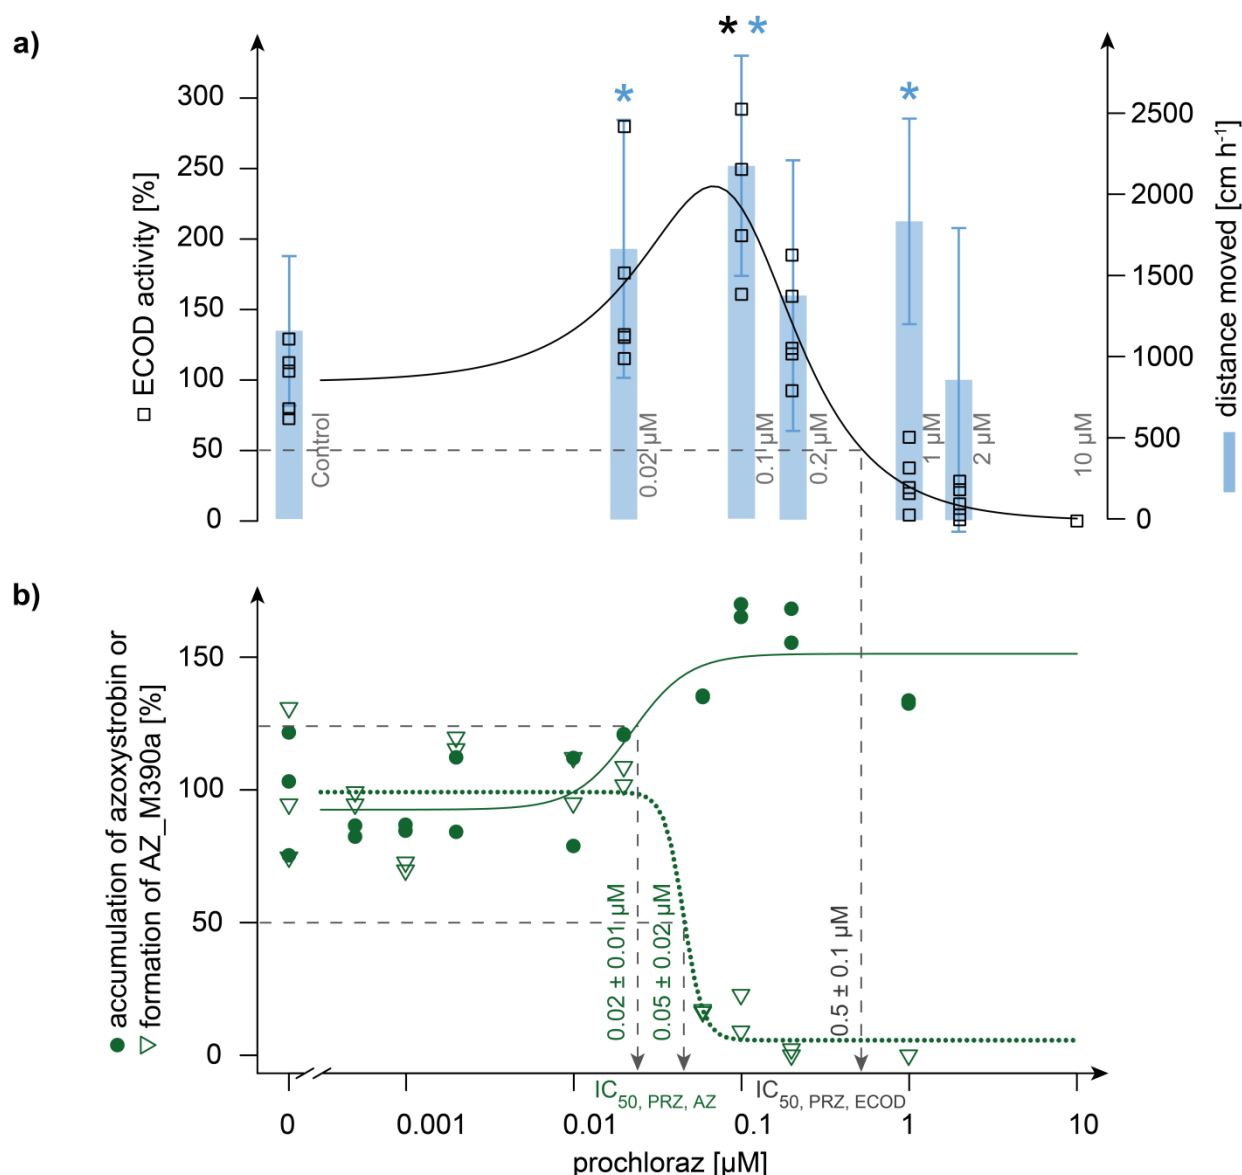 a)
* *
*
*
300
250
200
150
100
50
0
□ ECOD activity [%]
2500
2000
1500
1000
500
0
distance moved [cm h⁻¹]
Control
0.02 µM
0.1 µM
0.2 µM
1 µM
2 µM
10 µM
b)
● accumulation of azoxystrobin or
▽ formation of AZ_M390a [%]
150
100
50
0
0.02 ± 0.01 µM
0.05 ± 0.02 µM
0.5 ± 0.1 µM
IC50, PRZ, AZ
IC50, PRZ, ECOD
0 0.001 0.01 0.1 1 10
prochloraz [µM]